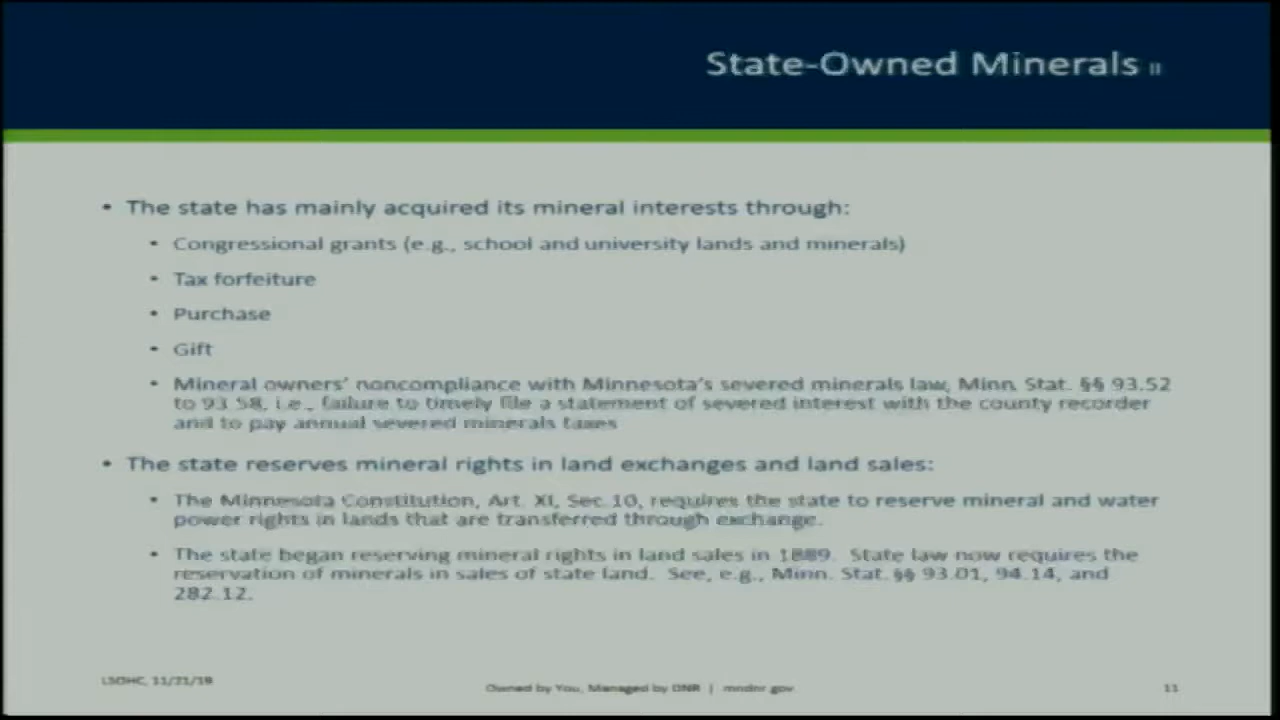 State-Owned Minerals II
• The state has mainly acquired its mineral interests through:
• Congressional grants (e.g., school and university lands and minerals)
• Tax forfeiture
• Purchase
• Gift
• Mineral owners' noncompliance with Minnesota's severed minerals law, Minn. Stat. §§ 93.52
to 93.58, i.e., failure to timely file a statement of severed interest with the county recorder
and to pay annual severed minerals taxes
• The state reserves mineral rights in land exchanges and land sales:
• The Minnesota Constitution, Art. XI, Sec.10, requires the state to reserve mineral and water
power rights in lands that are transferred through exchange.
• The state began reserving mineral rights in land sales in 1889. State law now requires the
reservation of minerals in sales of state land. See, e.g., Minn. Stat. §§ 93.01, 94.14, and
282.12.
LSOHC, 11/21/19
Owned by You, Managed by DNR | mndnr.gov
11